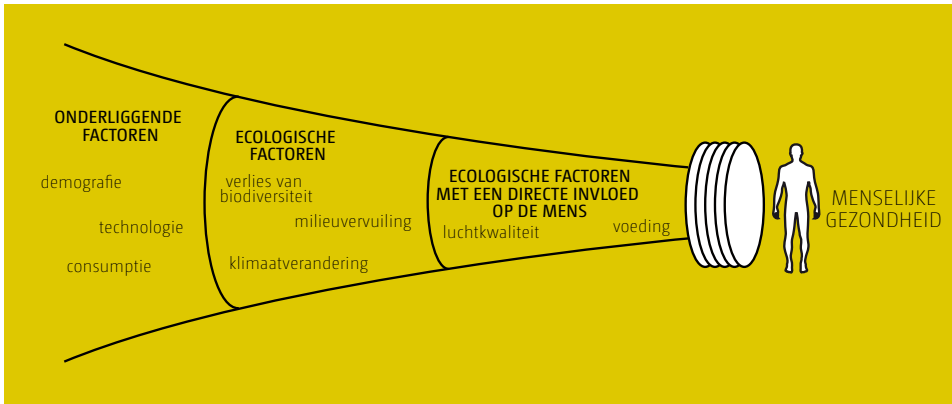 ONDERLIGGENDE
FACTOREN
demografie
technologie
consumptie
ECOLOGISCHE
FACTOREN
verlies van
biodiversiteit
milieuvervuiling
klimaatverandering
ECOLOGISCHE FACTOREN
MET EEN DIRECTE INVLOED
OP DE MENS
luchtkwaliteit
voeding
MENSELIJKE
GEZONDHEID